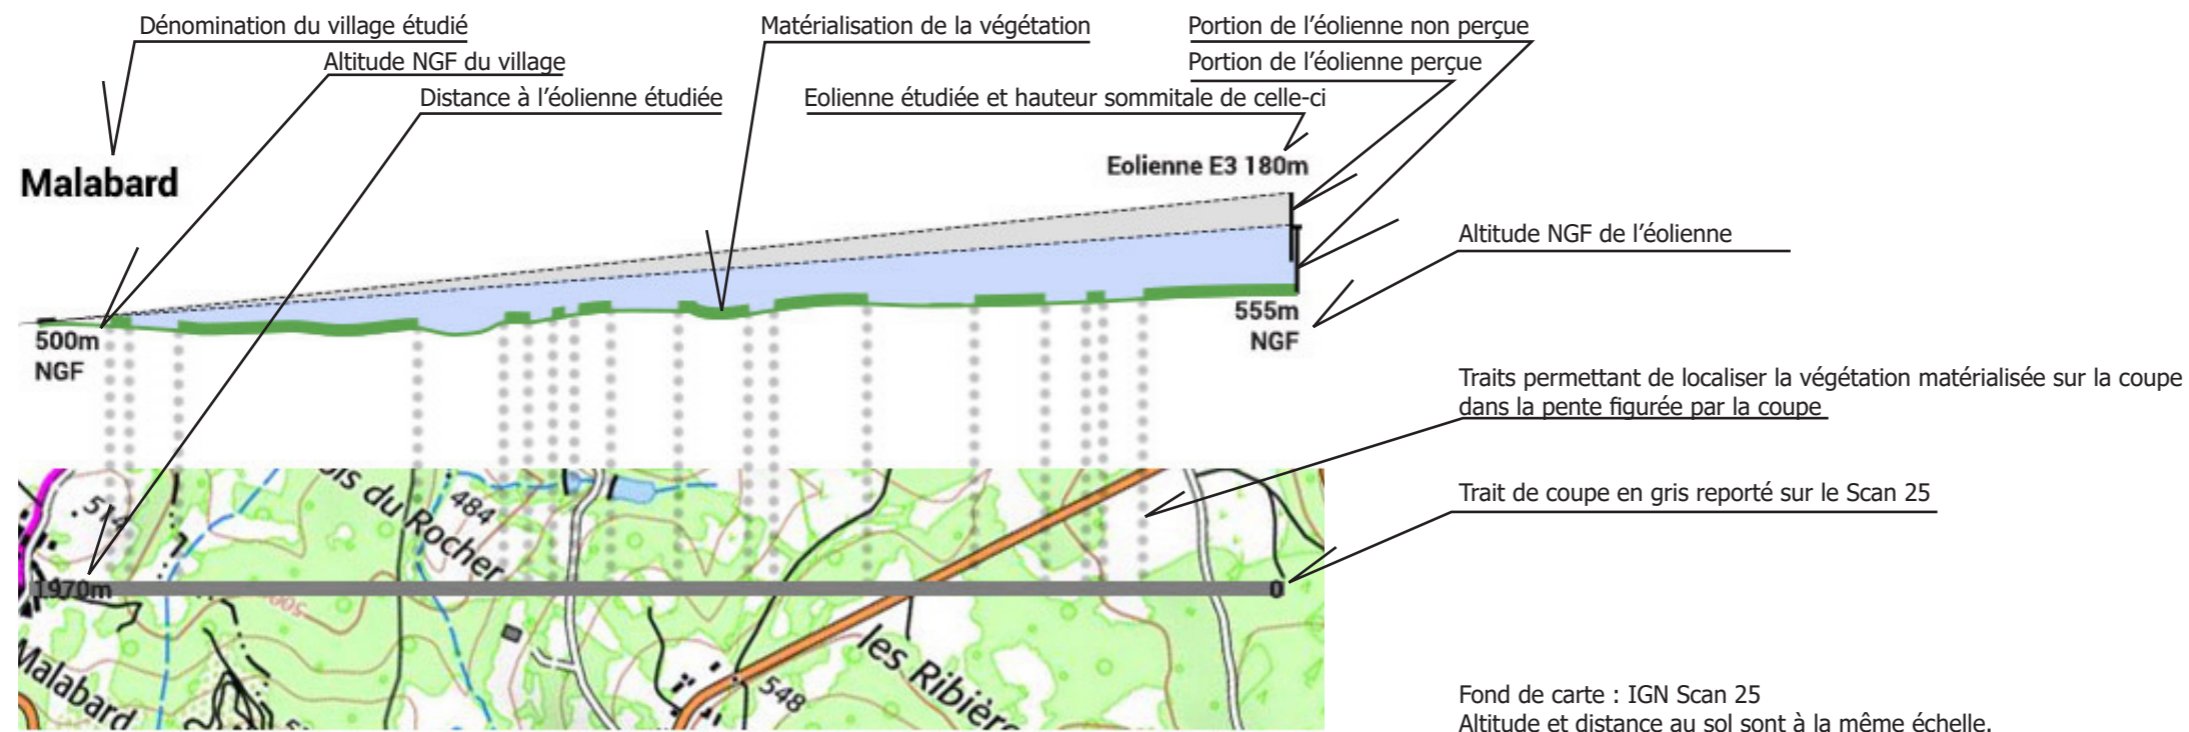 Dénomination du village étudié
Matérialisation de la végétation
Portion de l’éolienne non perçue
Altitude NGF du village
Portion de l’éolienne perçue
Distance à l’éolienne étudiée
Eolienne étudiée et hauteur sommitale de celle-ci
Malabard
Eolienne E3 180m
Altitude NGF de l’éolienne
500m
NGF
555m
NGF
Traits permettant de localiser la végétation matérialisée sur la coupe
dans la pente figurée par la coupe
Trait de coupe en gris reporté sur le Scan 25
514
484
du Rocher
1970m
0
500
Malabard
548
les Ribièr
Fond de carte : IGN Scan 25
Altitude et distance au sol sont à la même échelle.